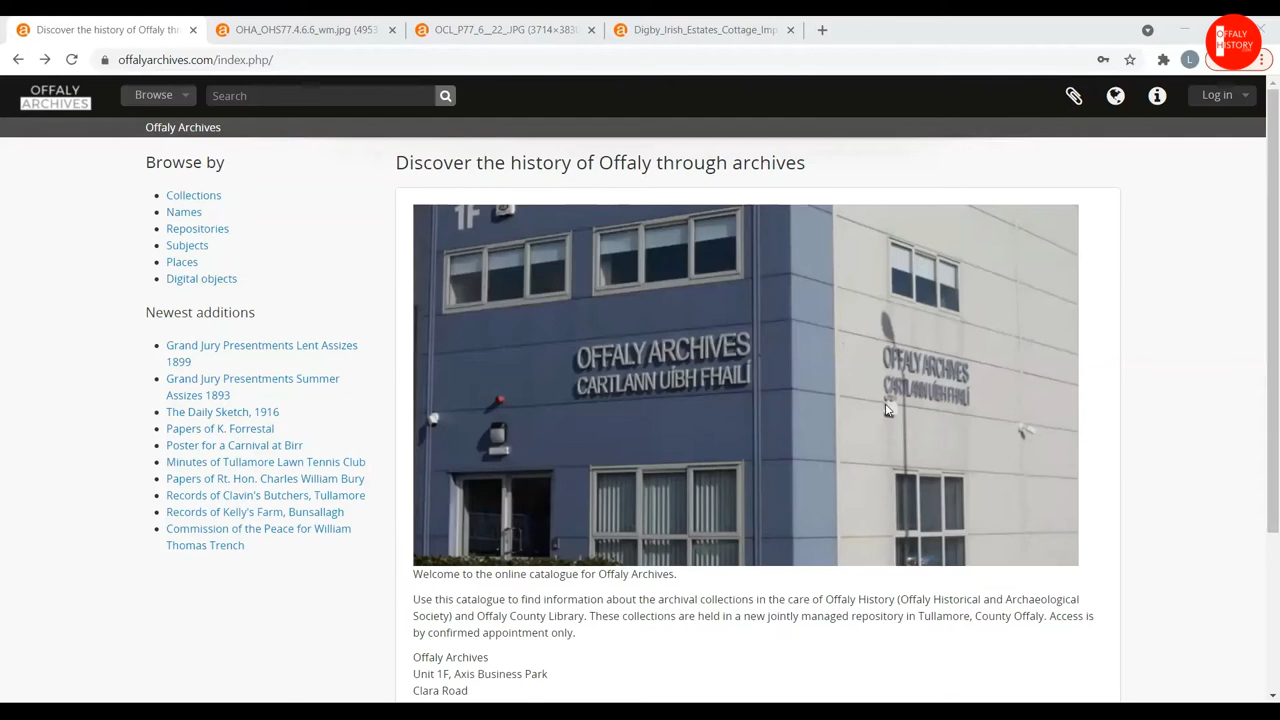 Discover the history of Offaly thr
OHA_OHS77.4.6.6_wm.jpg (4953
OCL_P77_6__22_.JPG (3714×383
Digby_Irish_Estates_Cottage_Imp
OFFALY
HISTORY
offalyarchives.com/index.php/
L
OFFALY
ARCHIVES
Browse
Search
Log in
Offaly Archives
Browse by
Collections
Names
Repositories
Subjects
Places
Digital objects
Newest additions
Grand Jury Presentments Lent Assizes
1899
Grand Jury Presentments Summer
Assizes 1893
The Daily Sketch, 1916
Papers of K. Forrestal
Poster for a Carnival at Birr
Minutes of Tullamore Lawn Tennis Club
Papers of Rt. Hon. Charles William Bury
Records of Clavin's Butchers, Tullamore
Records of Kelly's Farm, Bunsallagh
Commission of the Peace for William
Thomas Trench
Discover the history of Offaly through archives
1F
OFFALY ARCHIVES
CARTLANN UÍBH FHAILÍ
OFFALY ARCHIVES
CARTLANN UÍBH FHAILÍ
Welcome to the online catalogue for Offaly Archives.
Use this catalogue to find information about the archival collections in the care of Offaly History (Offaly Historical and Archaeological
Society) and Offaly County Library. These collections are held in a new jointly managed repository in Tullamore, County Offaly. Access is
by confirmed appointment only.
Offaly Archives
Unit 1F, Axis Business Park
Clara Road